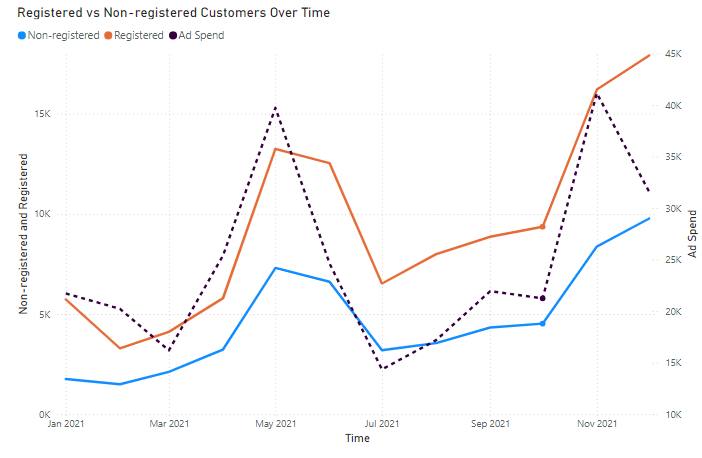 Registered vs Non-registered Customers Over Time
Non-registered Registered Ad Spend
Non-registered and Registered
15K
10K
5K
0K
45K
40K
35K
30K
25K
20K
15K
10K
Ad Spend
Jan 2021 Mar 2021 May 2021 Jul 2021 Sep 2021 Nov 2021
Time